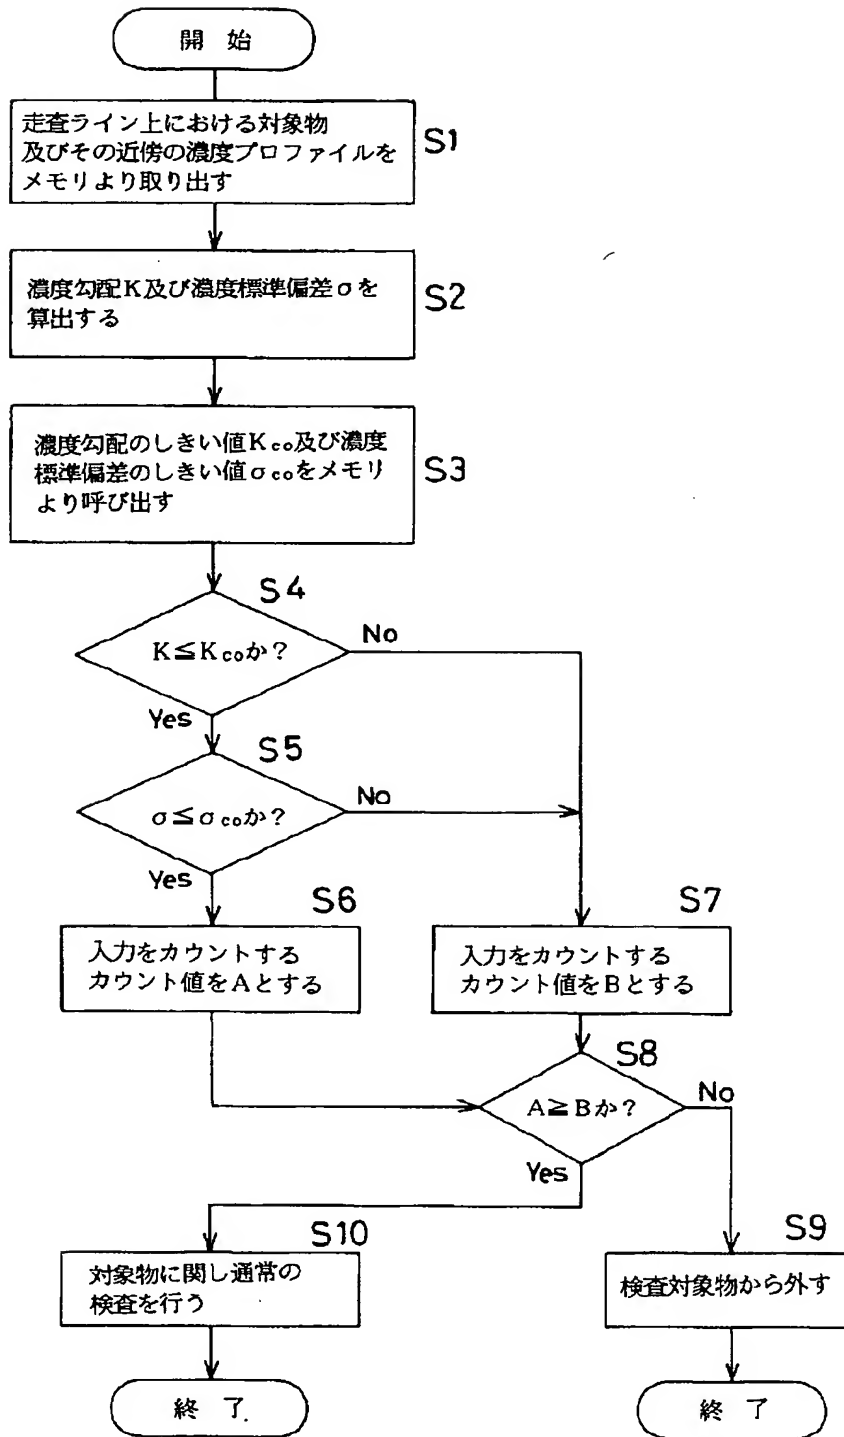 開 始
走査ライン上における対象物
及びその近傍の濃度プロファイルを
メモリより取り出す
S1
濃度勾配K及び濃度標準偏差σを
算出する
S2
濃度勾配のしきい値Kco及び濃度
標準偏差のしきい値σcoをメモリ
より呼び出す
S3
S4
K≦Kcoか?
No
Yes
S5
σ≦σcoか?
No
Yes
S6
入力をカウントする
カウント値をAとする
S7
入力をカウントする
カウント値をBとする
S8
A≧Bか?
No
Yes
S10
対象物に関し通常の
検査を行う
S9
検査対象物から外す
終 了
終 了